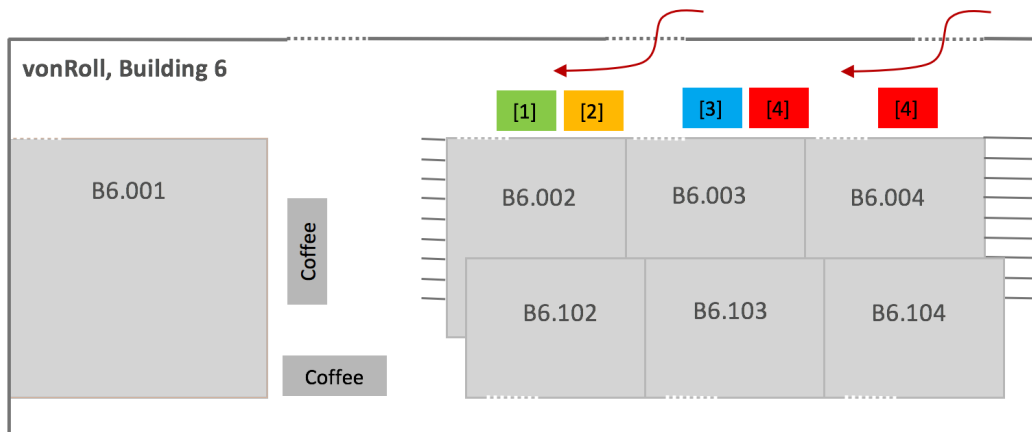 vonRoll, Building 6
[1]
[2]
[3]
[4]
[4]
B6.001
B6.002
B6.003
B6.004
Coffee
B6.102
B6.103
B6.104
Coffee